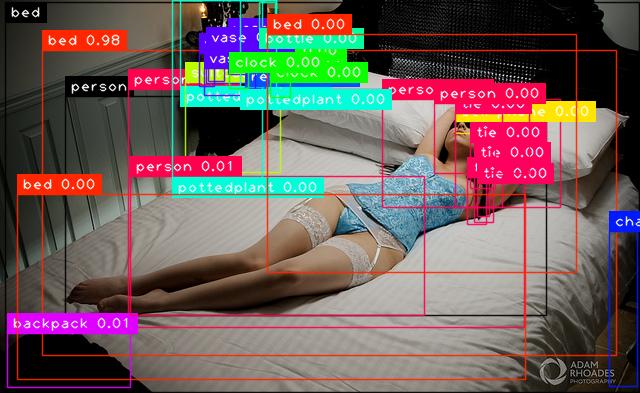 bed
bed 0.00
bed 0.98
bottle 0.00
vase
clock 0.00
clock 0.00
person
person
person 0.00
pottedplant 0.00
tie 0.00
tie 0.00
tie 0.00
tie 0.00
person 0.01
bed 0.00
pottedplant 0.00
cha
backpack 0.01
ADAM
RHOADES
PHOTOGRAPHY